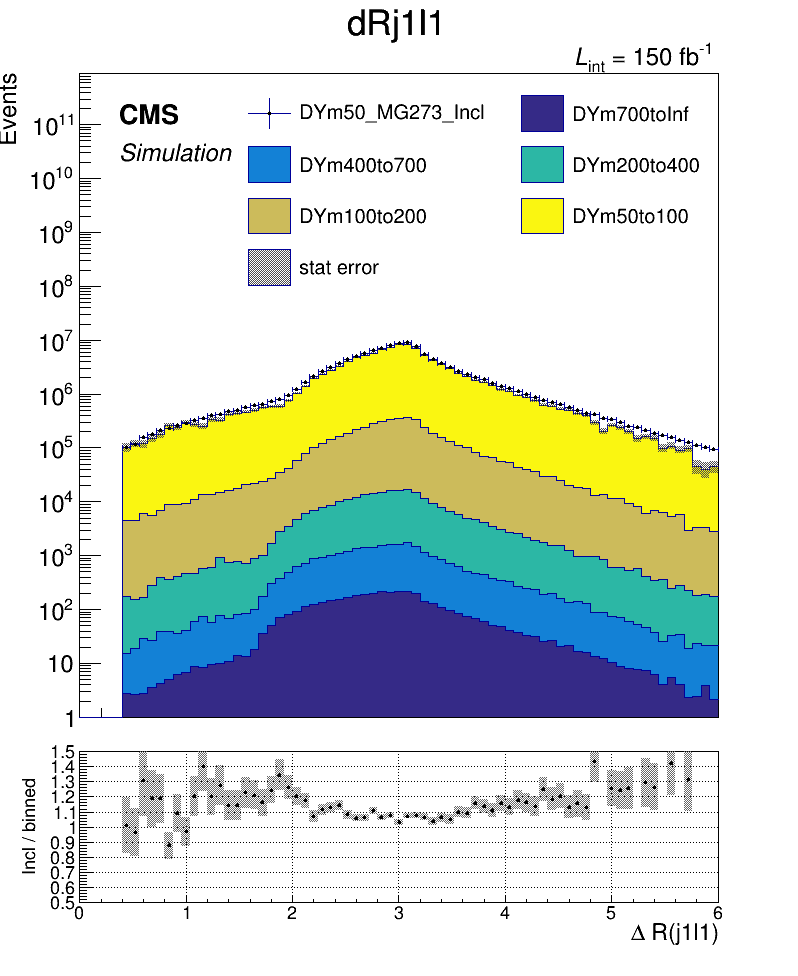 dRj1l1
L_int = 150 fb^-1
Events
CMS
Simulation
DYm50_MG273_Incl
DYm700toInf
DYm400to700
DYm200to400
DYm100to200
DYm50to100
stat error
10^11
10^10
10^9
10^8
10^7
10^6
10^5
10^4
10^3
10^2
10
1
Incl / binned
1.5
1.4
1.3
1.2
1.1
1
0.9
0.8
0.7
0.6
0.5
0 1 2 3 4 5 6
Δ R(j1l1)